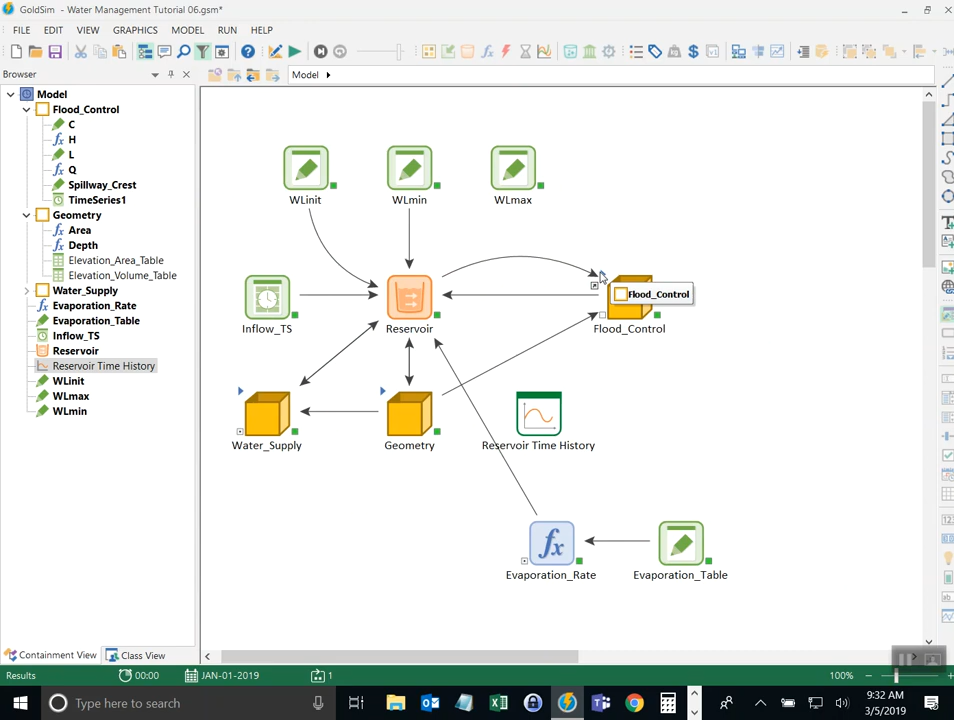 GoldSim - Water Management Tutorial 06.gsm*
FILE EDIT VIEW GRAPHICS MODEL RUN HELP
Browser
Model
Model
Flood_Control
C
H
L
Q
Spillway_Crest
TimeSeries1
Geometry
Area
Depth
Elevation_Area_Table
Elevation_Volume_Table
Water_Supply
Evaporation_Rate
Evaporation_Table
Inflow_TS
Reservoir
Reservoir Time History
WLinit
WLmax
WLmin
WLinit
WLmin
WLmax
Inflow_TS
Reservoir
Flood_Control
Flood_Control
Water_Supply
Geometry
Reservoir Time History
Evaporation_Rate
Evaporation_Table
Containment View
Class View
Results
00:00
JAN-01-2019
1
100%
Type here to search
9:32 AM
3/5/2019